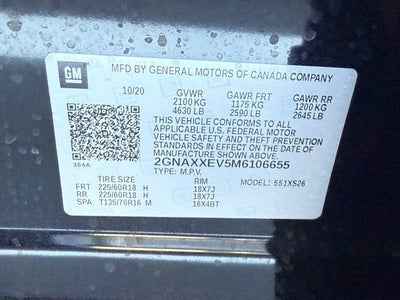 GM
MFD BY GENERAL MOTORS OF CANADA COMPANY
10/20 GVWR GAWR FRT GAWR RR
2100 KG 1175 KG 1200 KG
4630 LB 2590 LB 2645 LB
THIS VEHICLE CONFORMS TO ALL
APPLICABLE U.S. FEDERAL MOTOR
VEHICLE SAFETY AND THEFT PREVENTION
STANDARDS IN EFFECT ON THE DATE OF
MANUFACTURE SHOWN ABOVE.
384A
2GNAXXEV5M6106655
TYPE: M.P.V. MODEL: 551XS26
TIRE SIZE RIM
FRT 225/60R18 H 18X7J
RR 225/60R18 H 18X7J
SPA T135/70R16 M 16X4BT